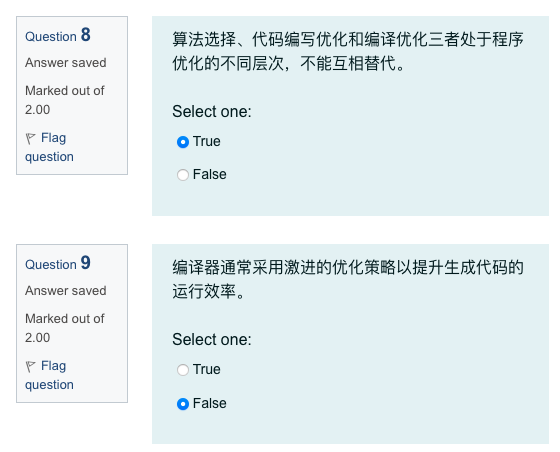 Question 8
Answer saved
Marked out of
2.00
Flag
question
算法选择、代码编写优化和编译优化三者处于程序
优化的不同层次，不能互相替代。
Select one:
True
False
Question 9
Answer saved
Marked out of
2.00
Flag
question
编译器通常采用激进的优化策略以提升生成代码的
运行效率。
Select one:
True
False